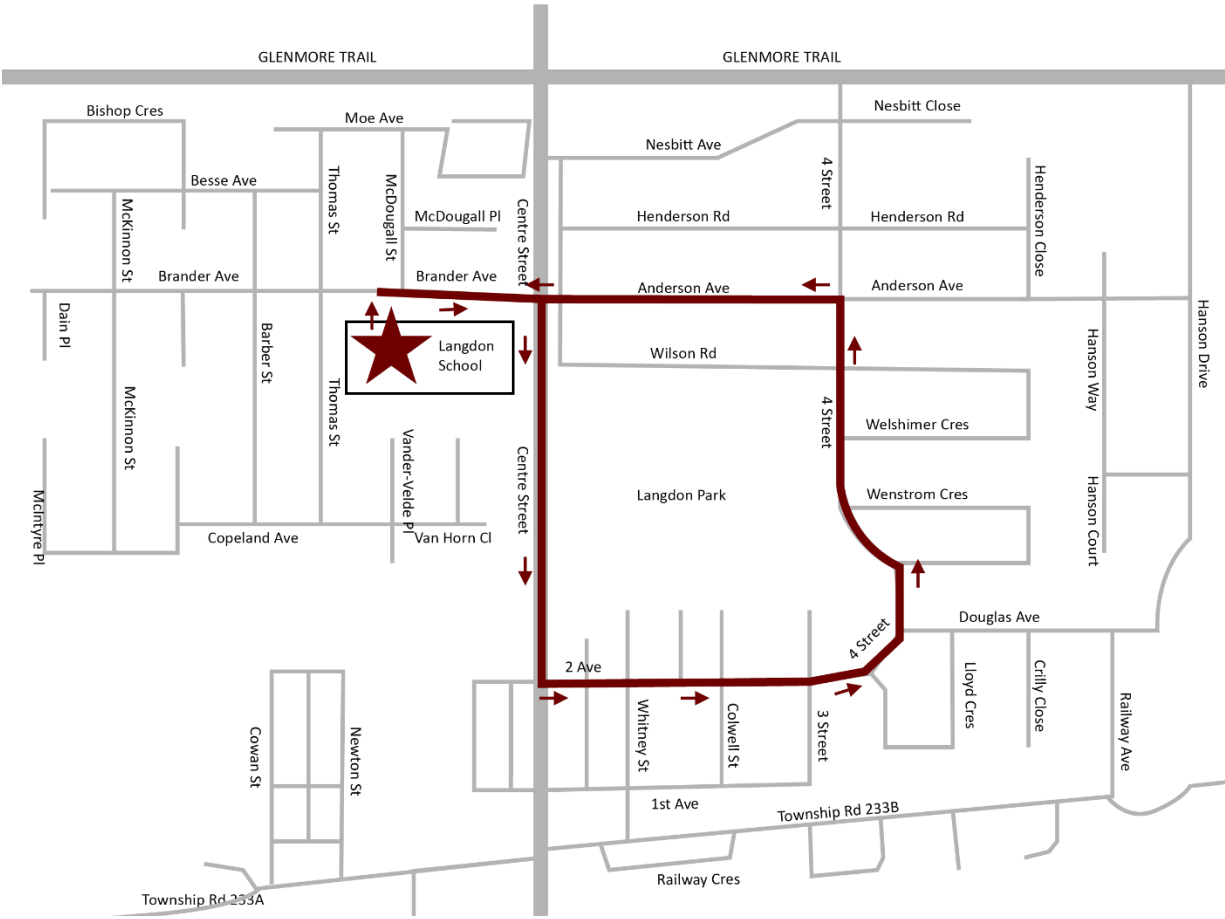 GLENMORE TRAIL
GLENMORE TRAIL
Bishop Cres
Moe Ave
Nesbitt Close
Nesbitt Ave
Besse Ave
Thomas St
McDougall St
McDougall Pl
Centre Street
4 Street
Henderson Rd
Henderson Rd
Henderson Close
McKinnon St
Brander Ave
Brander Ave
Anderson Ave
Anderson Ave
Dain Pl
Barber St
Langdon
School
Wilson Rd
Hanson Way
Hanson Drive
McKinnon St
Thomas St
4 Street
Welshimer Cres
Vander-Velde Pl
Centre Street
Langdon Park
Wenstrom Cres
Hanson Court
McIntyre Pl
Copeland Ave
Van Horn Cl
Douglas Ave
4 Street
2 Ave
Lloyd Cres
Crilly Close
Railway Ave
Cowan St
Newton St
Whitney St
Colwell St
3 Street
1st Ave
Township Rd 233B
Railway Cres
Township Rd 233A